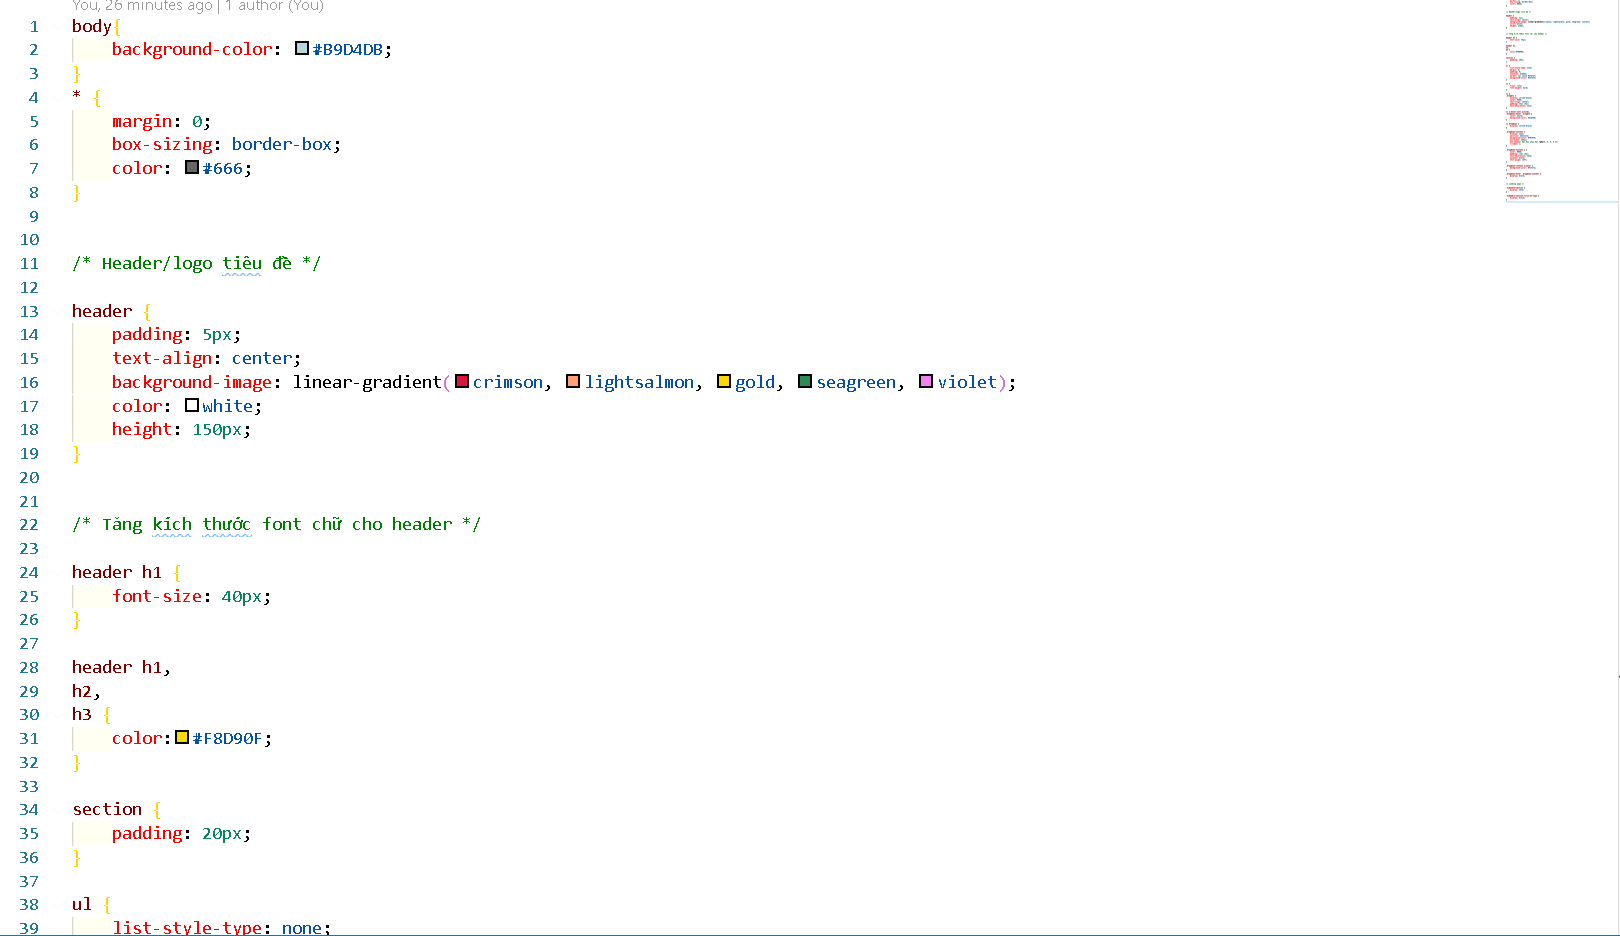 You, 26 minutes ago | 1 author (You)
1 body{
2 background-color: #B9D4DB;
3 }
4 * {
5 margin: 0;
6 box-sizing: border-box;
7 color: #666;
8 }
9
10
11 /* Header/logo tiêu đề */
12
13 header {
14 padding: 5px;
15 text-align: center;
16 background-image: linear-gradient(crimson, lightsalmon, gold, seagreen, violet);
17 color: white;
18 height: 150px;
19 }
20
21
22 /* Tăng kích thước font chữ cho header */
23
24 header h1 {
25 font-size: 40px;
26 }
27
28 header h1,
29 h2,
30 h3 {
31 color:#F8D90F;
32 }
33
34 section {
35 padding: 20px;
36 }
37
38 ul {
39 list-style-type: none;